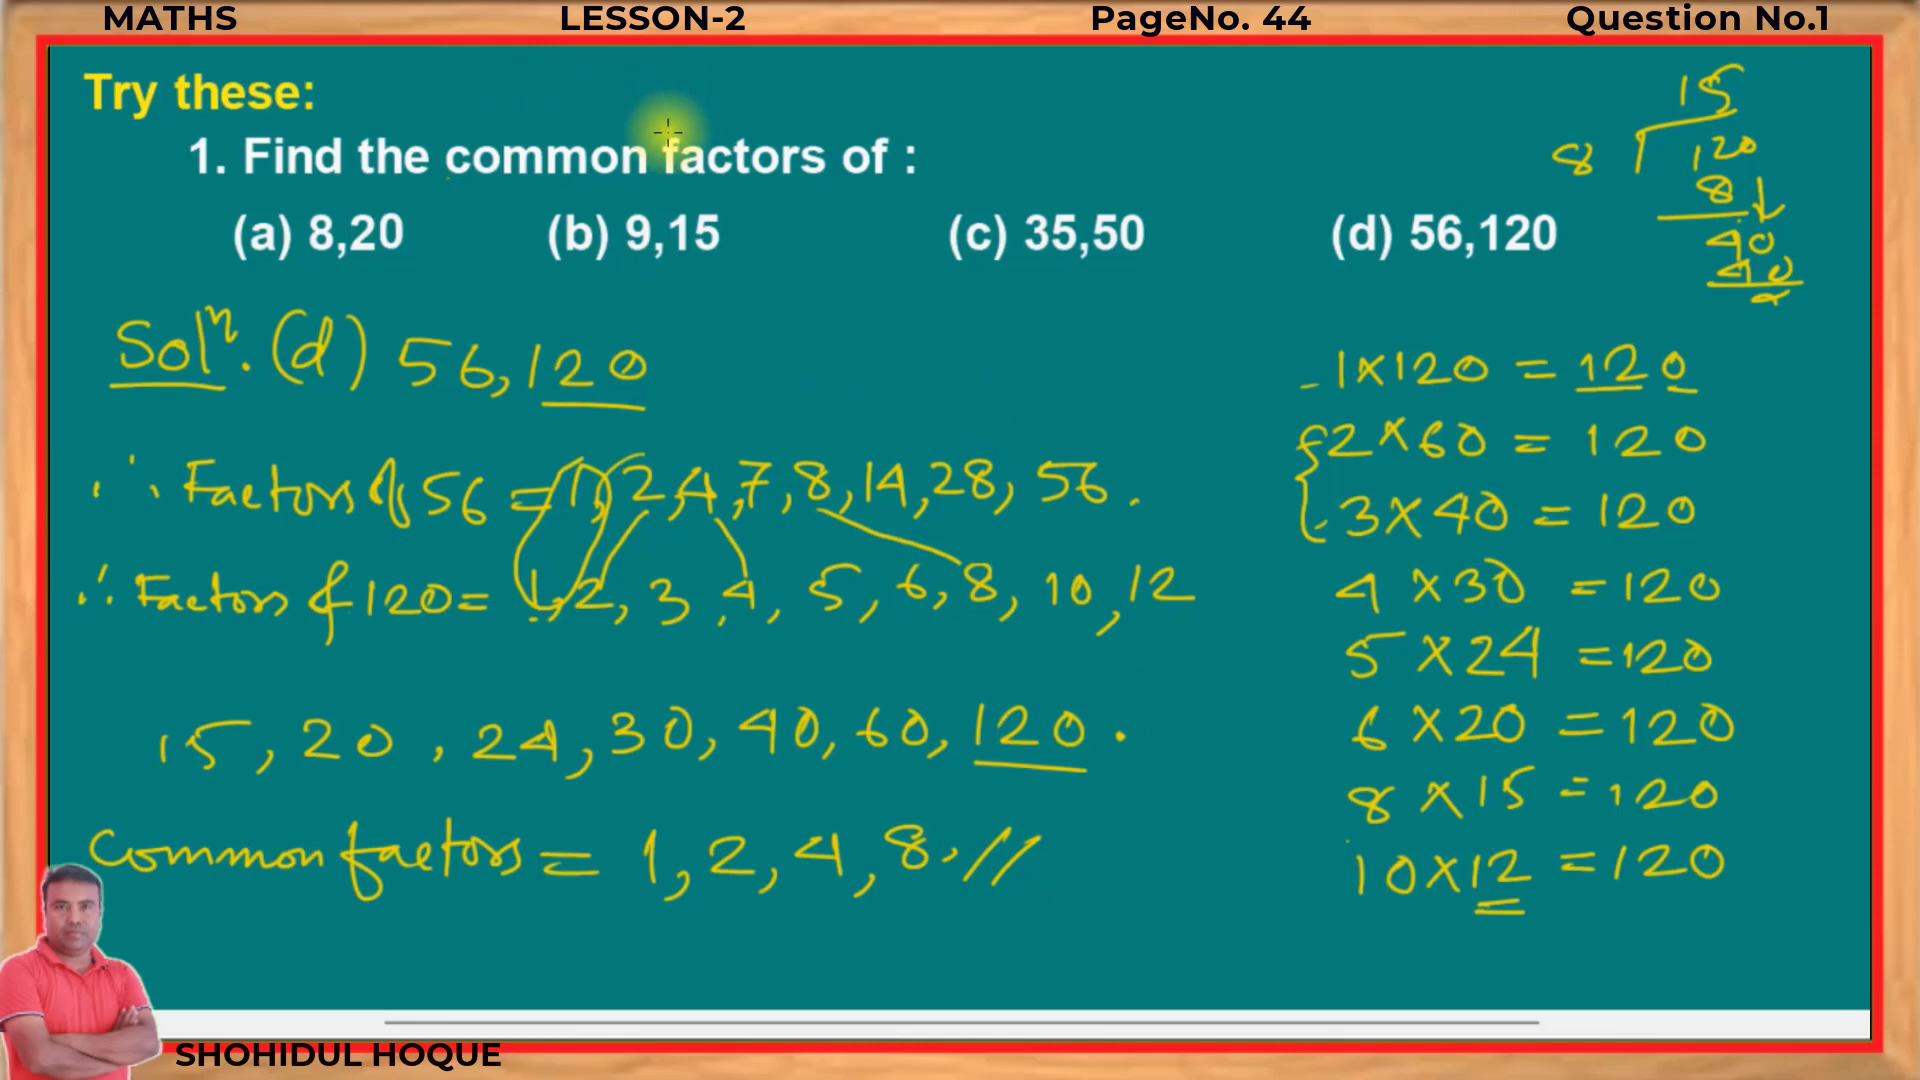 MATHS LESSON-2 PageNo. 44 Question No.1
Try these:
1. Find the common factors of :
(a) 8,20 (b) 9,15 (c) 35,50 (d) 56,120
15
8 120
8
40
40
Solⁿ. (d) 56,120
∴ Factors of 56 = 1, 2, 4, 7, 8, 14, 28, 56.
∴ Factors of 120 = 1, 2, 3, 4, 5, 6, 8, 10, 12
15, 20, 24, 30, 40, 60, 120.
Common factors = 1, 2, 4, 8. //
1 × 120 = 120
2 × 60 = 120
3 × 40 = 120
4 × 30 = 120
5 × 24 = 120
6 × 20 = 120
8 × 15 = 120
10 × 12 = 120
SHOHIDUL HOQUE